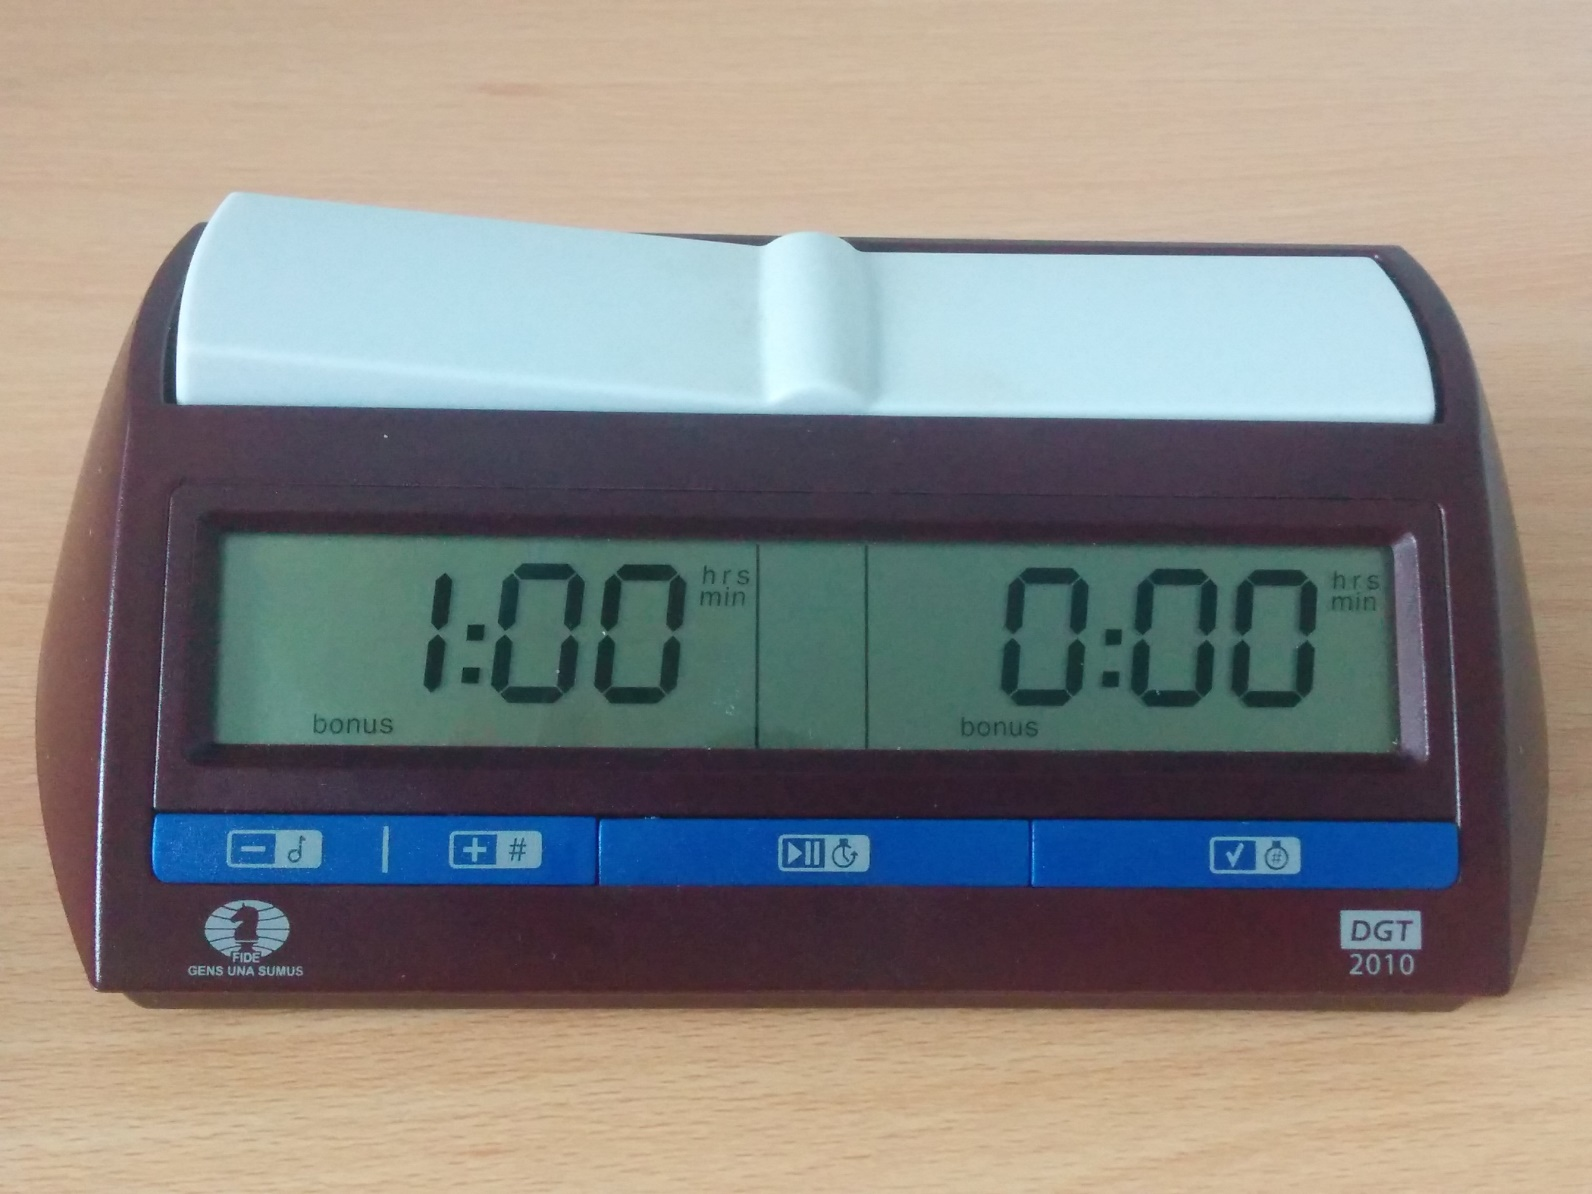 1:00 hrs min
0:00 hrs min
bonus
bonus
#
#
FIDE
GENS UNA SUMUS
DGT
2010